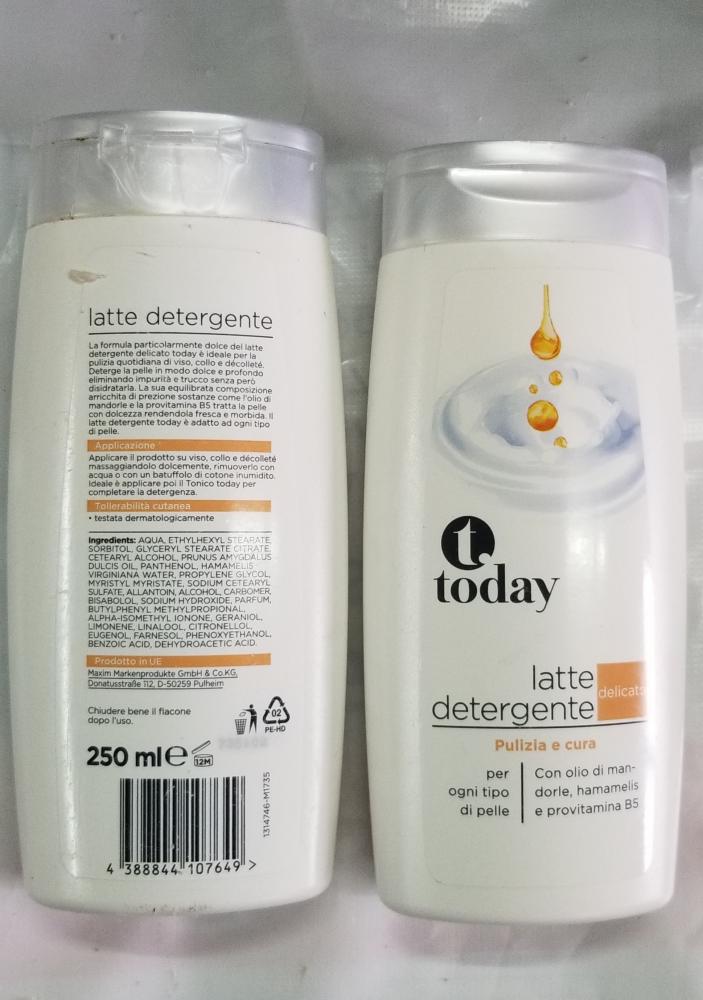 latte detergente
La formula particolarmente dolce del latte
detergente delicato today è ideale per la
pulizia quotidiana di viso, collo e décolleté.
Deterge la pelle in modo dolce e profondo
eliminando impurità e trucco senza però
disidratarla. La sua equilibrata composizione
arricchita di prezione sostanze come l'olio di
mandorle e la provitamina B5 tratta la pelle
con dolcezza rendendola fresca e morbida. Il
latte detergente today è adatto ad ogni tipo
di pelle.
Applicazione
Applicare il prodotto su viso, collo e décolleté
massaggiandolo dolcemente, rimuoverlo con
acqua o con un batuffolo di cotone inumidito.
Ideale è applicare poi il Tonico today per
completare la detergenza.
Tollerabilità cutanea
• testata dermatologicamente
Ingredients: AQUA, ETHYLHEXYL STEARATE,
SORBITOL, GLYCERYL STEARATE CITRATE,
CETEARYL ALCOHOL, PRUNUS AMYGDALUS
DULCIS OIL, PANTHENOL, HAMAMELIS
VIRGINIANA WATER, PROPYLENE GLYCOL,
MYRISTYL MYRISTATE, SODIUM CETEARYL
SULFATE, ALLANTOIN, ALCOHOL, CARBOMER,
BISABOLOL, SODIUM HYDROXIDE, PARFUM,
BUTYLPHENYL METHYLPROPIONAL,
ALPHA-ISOMETHYL IONONE, GERANIOL,
LIMONENE, LINALOOL, CITRONELLOL,
EUGENOL, FARNESOL, PHENOXYETHANOL,
BENZOIC ACID, DEHYDROACETIC ACID.
Prodotto in UE
Maxim Markenprodukte GmbH & Co.KG,
Donatusstraße 112, D-50259 Pulheim
Chiudere bene il flacone
dopo l'uso.
02
PE-HD
250 ml e
12M
1314746-M1735
4 388844 107649 >
t
today
latte
detergente
delicato
Pulizia e cura
per
ogni tipo
di pelle
Con olio di man-
dorle, hamamelis
e provitamina B5